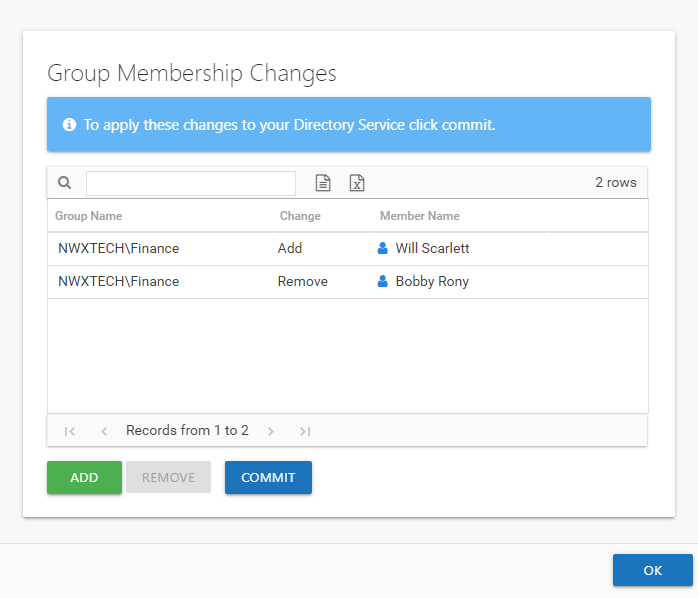 Group Membership Changes
To apply these changes to your Directory Service click commit.
2 rows
Group Name Change Member Name
NWXTECH\Finance Add Will Scarlett
NWXTECH\Finance Remove Bobby Rony
Records from 1 to 2
ADD REMOVE COMMIT
OK